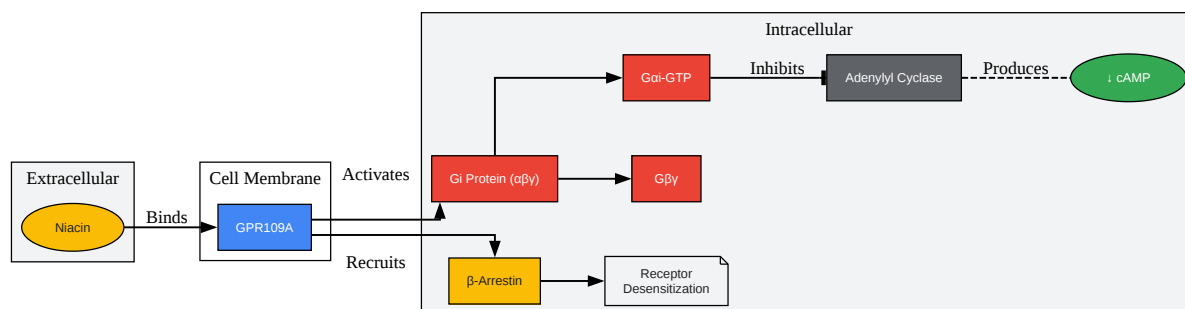 Intracellular
Gαi-GTP
Inhibits
Adenylyl Cyclase
Produces
↓ cAMP
Extracellular
Niacin
Binds
Cell Membrane
GPR109A
Activates
Recruits
Gi Protein (αβγ)
Gβγ
β-Arrestin
Receptor
Desensitization